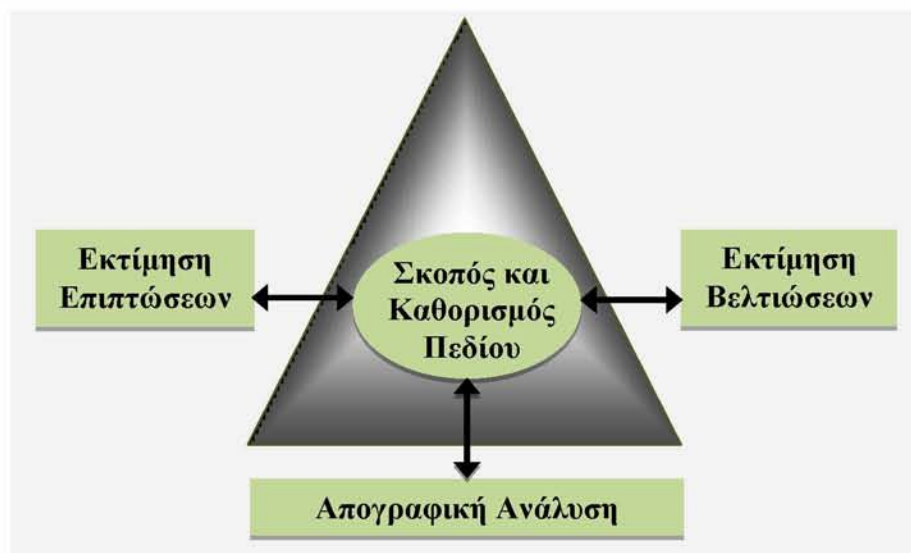 Εκτίμηση
Επιπτώσεων
Σκοπός και
Καθορισμός
Πεδίου
Εκτίμηση
Βελτιώσεων
Απογραφική Ανάλυση